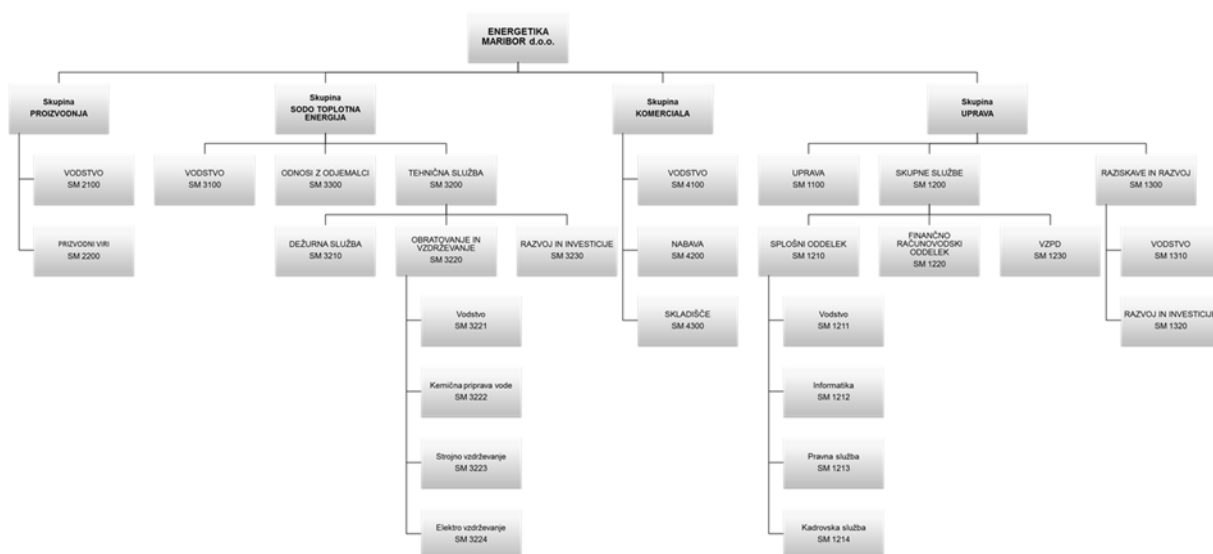 ENERGETIKA
MARIBOR d.o.o.
Skupina
PROIZVODNJA
Skupina
SODO TOPLOTNA
ENERGIJA
Skupina
KOMERCIALA
Skupina
UPRAVA
VODSTVO
SM 2100
VODSTVO
SM 3100
ODNOSI Z ODJEMALCI
SM 3300
TEHNIČNA SLUŽBA
SM 3200
VODSTVO
SM 4100
UPRAVA
SM 1100
SKUPNE SLUŽBE
SM 1200
RAZISKAVE IN RAZVOJ
SM 1300
PRIZVODNI VIRI
SM 2200
DEŽURNA SLUŽBA
SM 3210
OBRATOVANJE IN
VZDRŽEVANJE
SM 3220
RAZVOJ IN INVESTICIJE
SM 3230
NABAVA
SM 4200
SPLOŠNI ODDELEK
SM 1210
FINANČNO
RAČUNOVODSKI
ODDELEK
SM 1220
VZPD
SM 1230
VODSTVO
SM 1310
Vodstvo
SM 3221
SKLADIŠČE
SM 4300
Vodstvo
SM 1211
RAZVOJ IN INVESTICIJE
SM 1320
Kemična priprava vode
SM 3222
Informatika
SM 1212
Strojno vzdrževanje
SM 3223
Pravna služba
SM 1213
Elektro vzdrževanje
SM 3224
Kadrovska služba
SM 1214